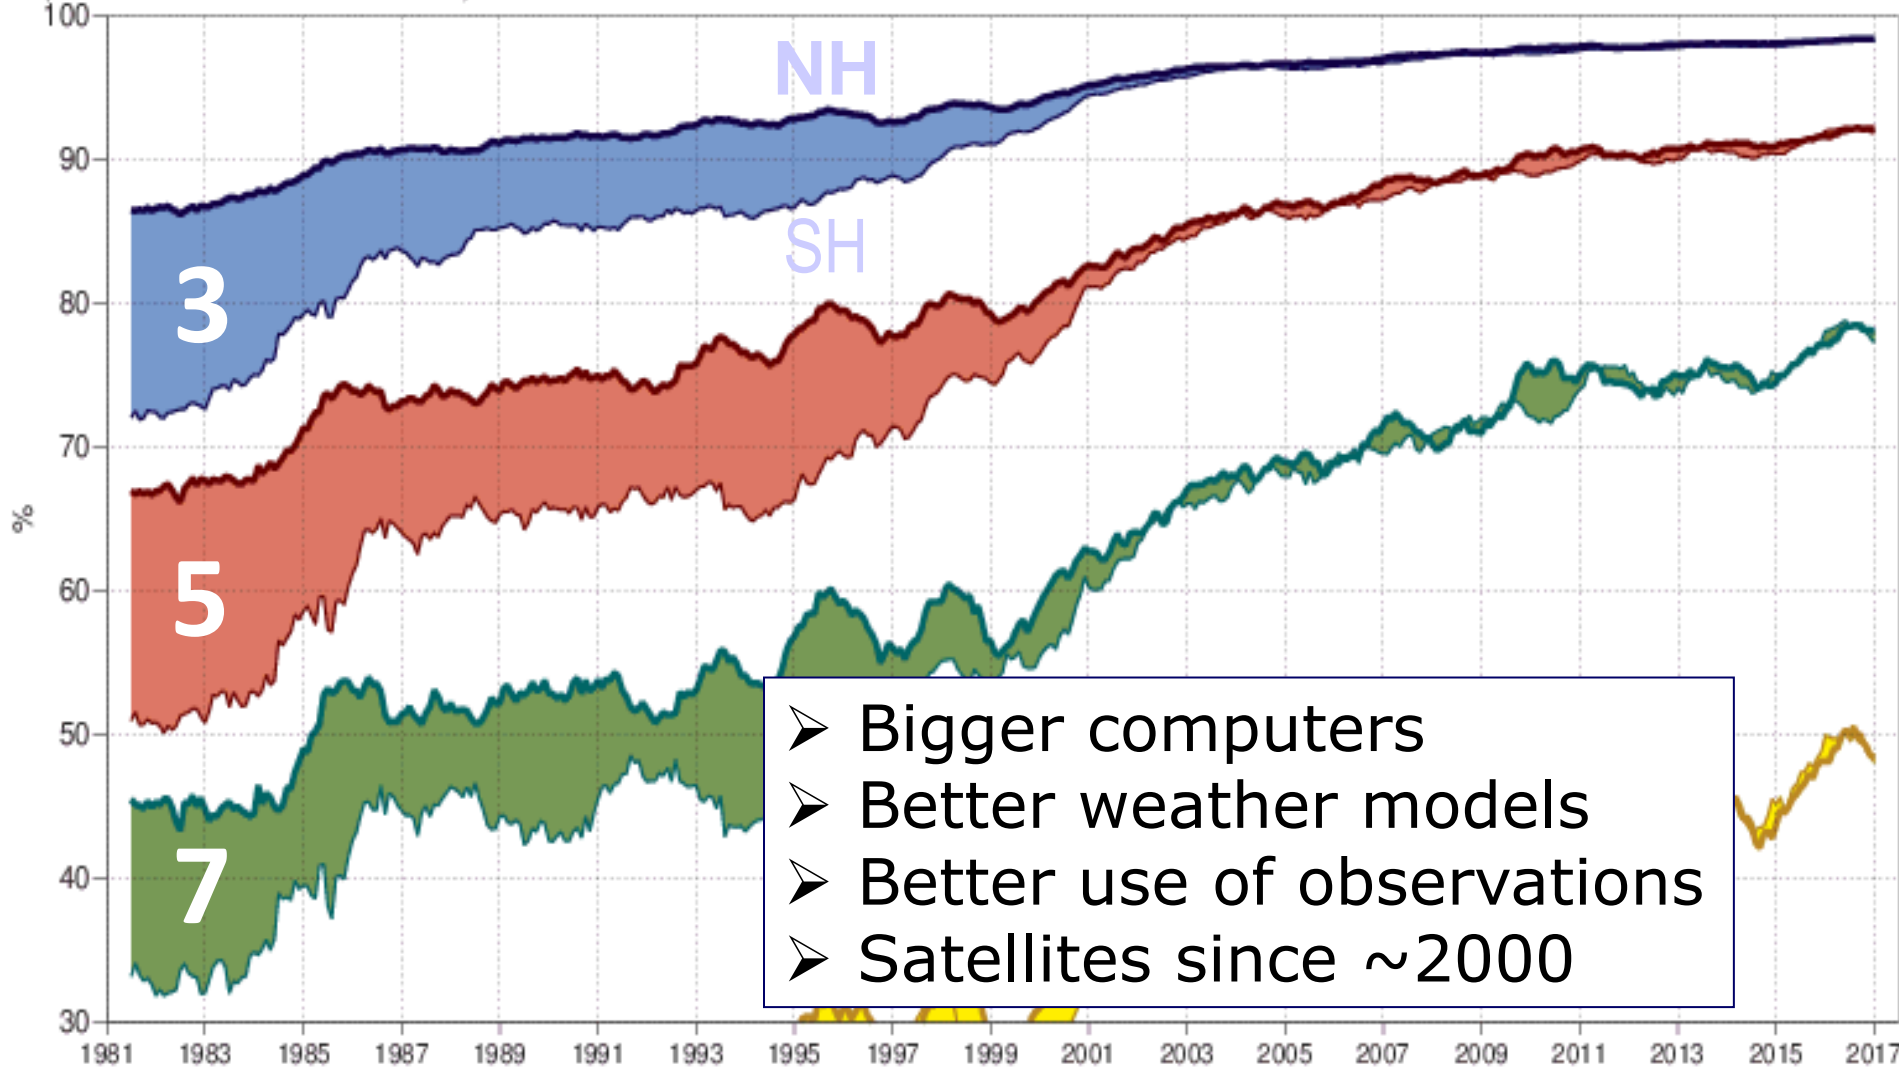 100
NH
90
SH
3
80
70
%
5
60
50
➢ Bigger computers
➢ Better weather models
➢ Better use of observations
➢ Satellites since ~2000
7
40
30
1981 1983 1985 1987 1989 1991 1993 1995 1997 1999 2001 2003 2005 2007 2009 2011 2013 2015 2017